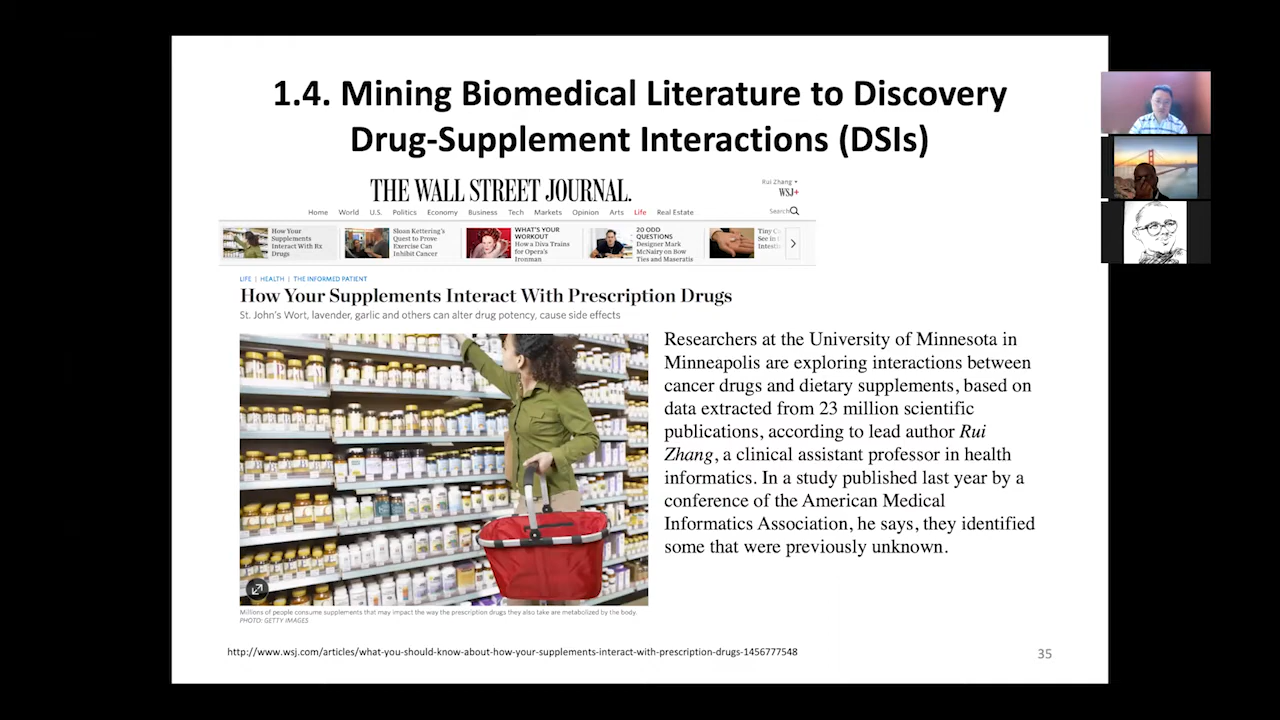 1.4. Mining Biomedical Literature to Discovery
Drug-Supplement Interactions (DSIs)
THE WALL STREET JOURNAL.
Rui Zhang
WSJ+
Home World U.S. Politics Economy Business Tech Markets Opinion Arts Life Real Estate
Search
How Your
Supplements
Interact With Rx
Drugs
Sloan Kettering's
Quest to Prove
Exercise Can
Inhibit Cancer
WHAT'S YOUR
WORKOUT
How a Diva Trains
for Opera's
Ironman
20 ODD
QUESTIONS
Designer Mark
McNairy on Bow
Ties and Maseratis
Tiny
See in
LIFE | HEALTH | THE INFORMED PATIENT
How Your Supplements Interact With Prescription Drugs
St. John's Wort, lavender, garlic and others can alter drug potency, cause side effects
Researchers at the University of Minnesota in
Minneapolis are exploring interactions between
cancer drugs and dietary supplements, based on
data extracted from 23 million scientific
publications, according to lead author Rui
Zhang, a clinical assistant professor in health
informatics. In a study published last year by a
conference of the American Medical
Informatics Association, he says, they identified
some that were previously unknown.
Millions of people consume supplements that may impact the way the prescription drugs they also take are metabolized by the body.
PHOTO: GETTY IMAGES
http://www.wsj.com/articles/what-you-should-know-about-how-your-supplements-interact-with-prescription-drugs-1456777548
35